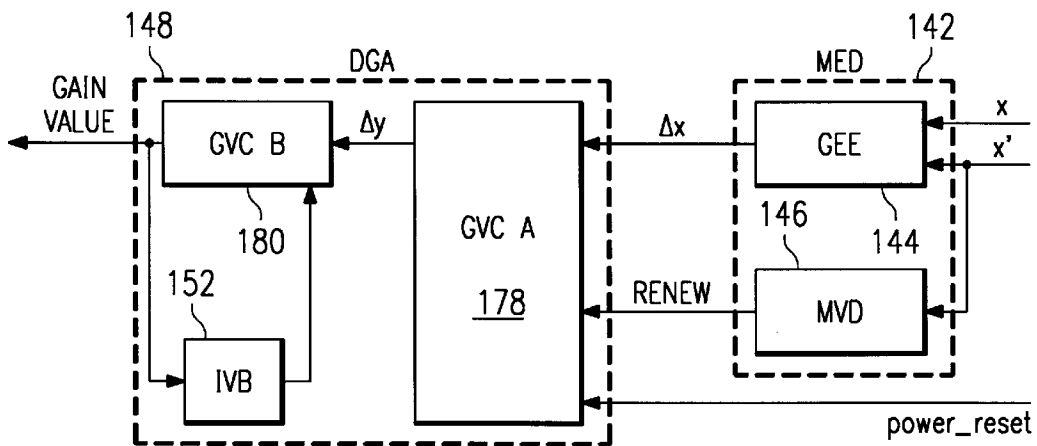 148
DGA
MED
142
GAIN
VALUE
GVC B
Δy
Δx
GEE
x
x'
180
GVC A
178
146
144
152
IVB
RENEW
MVD
power_reset